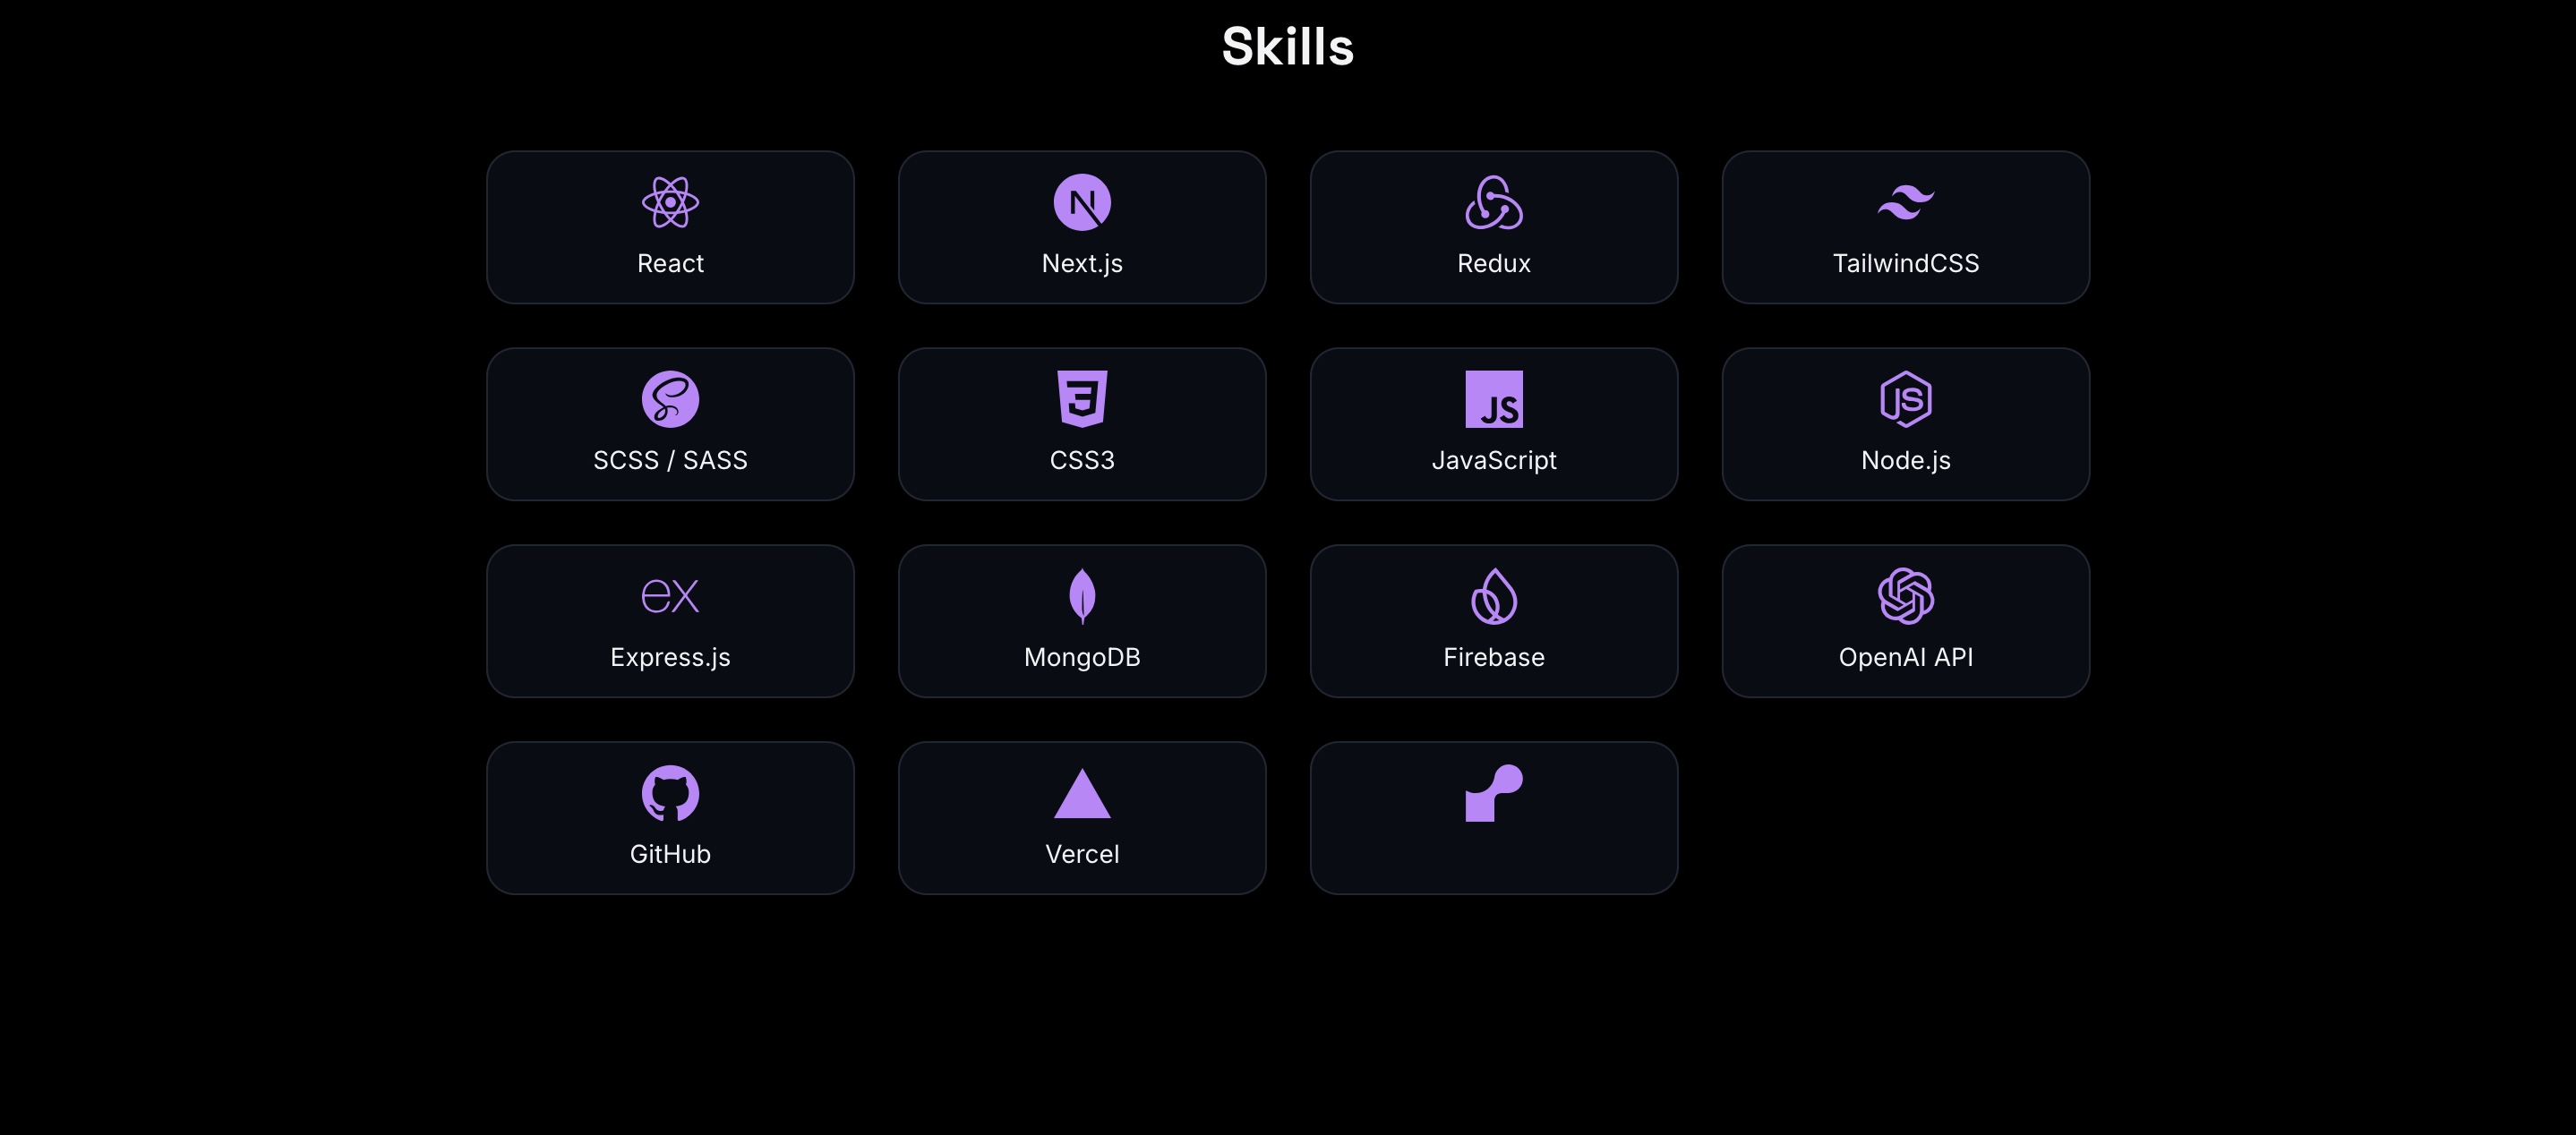 Skills
React
Next.js
Redux
TailwindCSS
SCSS / SASS
CSS3
JS
JavaScript
JS
Node.js
ex
Express.js
MongoDB
Firebase
OpenAI API
GitHub
Vercel